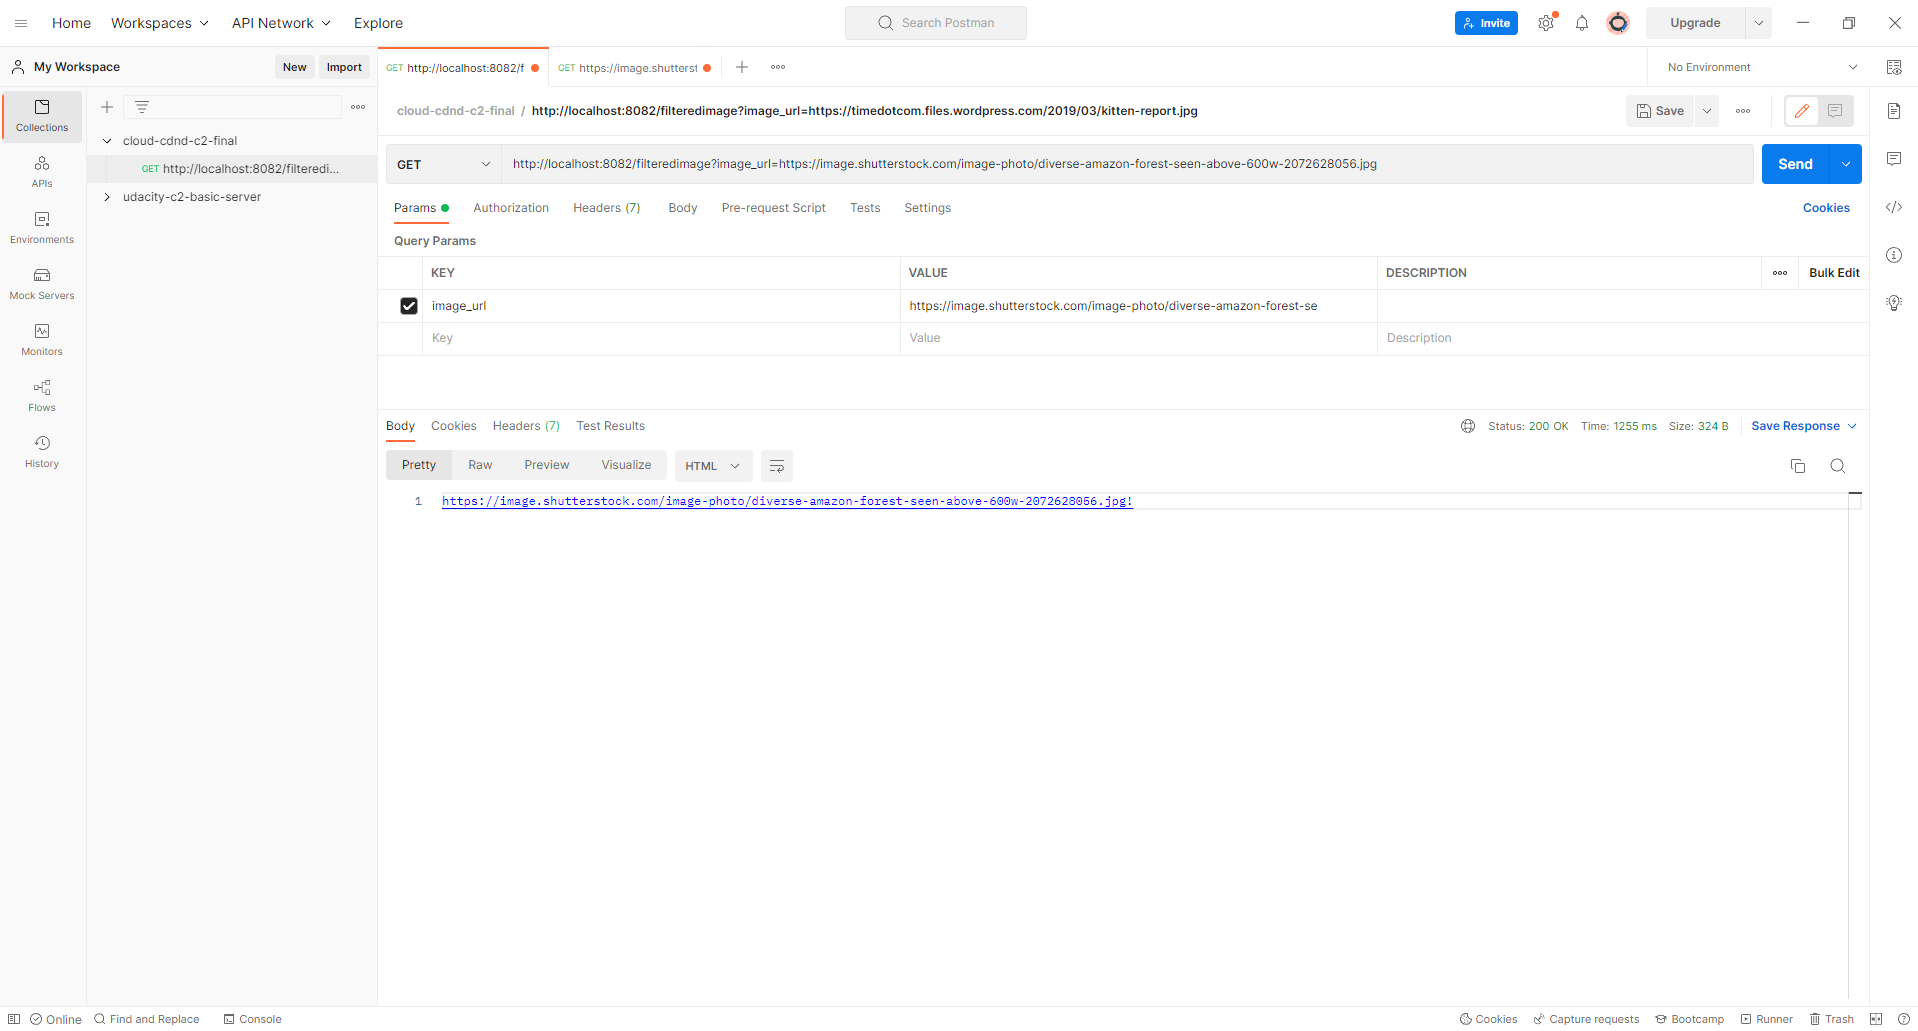 Home Workspaces API Network Explore Search Postman Invite Upgrade
My Workspace New Import GET http://localhost:8082/f GET https://image.shutterst No Environment
Collections
APIs
Environments
Mock Servers
Monitors
Flows
History
cloud-cdnd-c2-final
GET http://localhost:8082/filteredi...
udacity-c2-basic-server
cloud-cdnd-c2-final / http://localhost:8082/filteredimage?image_url=https://timedotcom.files.wordpress.com/2019/03/kitten-report.jpg Save
GET http://localhost:8082/filteredimage?image_url=https://image.shutterstock.com/image-photo/diverse-amazon-forest-seen-above-600w-2072628056.jpg Send
Params Authorization Headers (7) Body Pre-request Script Tests Settings Cookies
Query Params
KEY VALUE DESCRIPTION Bulk Edit
image_url https://image.shutterstock.com/image-photo/diverse-amazon-forest-se
Key Value Description
Body Cookies Headers (7) Test Results Status: 200 OK Time: 1255 ms Size: 324 B Save Response
Pretty Raw Preview Visualize HTML
1 https://image.shutterstock.com/image-photo/diverse-amazon-forest-seen-above-600w-2072628056.jpg!
Online Find and Replace Console Cookies Capture requests Bootcamp Runner Trash